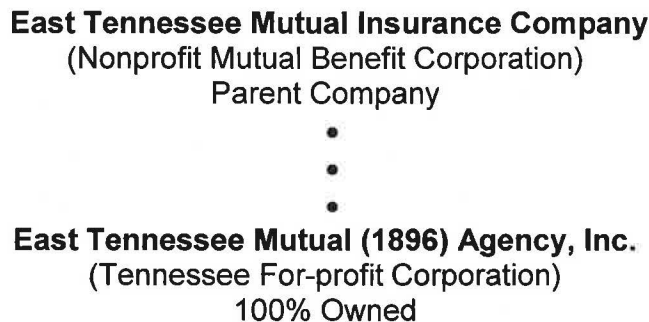 East Tennessee Mutual Insurance Company
(Nonprofit Mutual Benefit Corporation)
Parent Company
•
•
•
East Tennessee Mutual (1896) Agency, Inc.
(Tennessee For-profit Corporation)
100% Owned